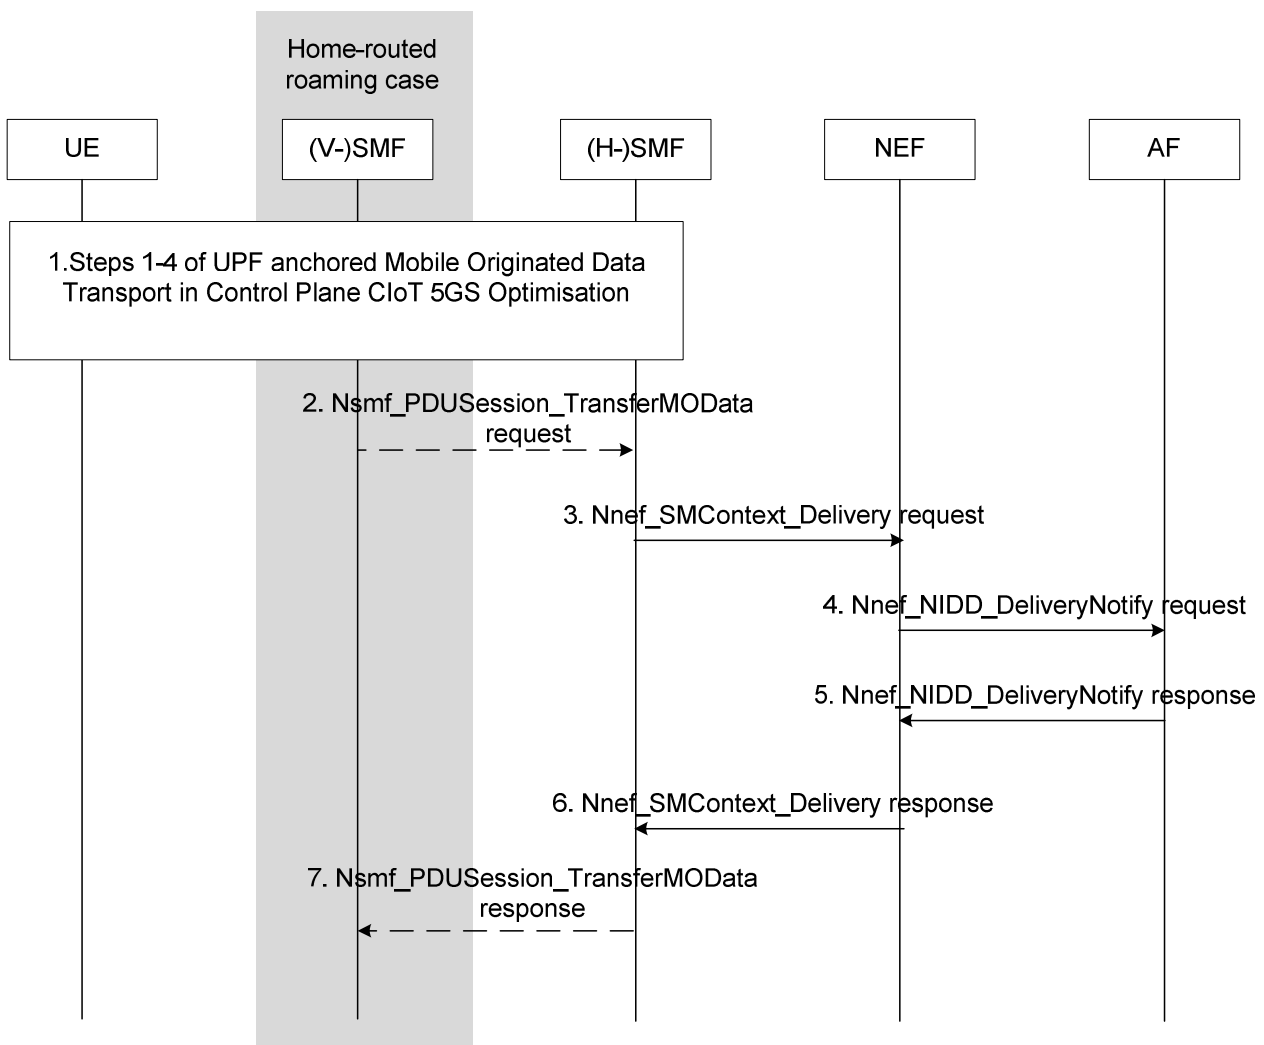 Home-routed
roaming case
UE
(V-)SMF
(H-)SMF
NEF
AF
1.Steps 1-4 of UPF anchored Mobile Originated Data
Transport in Control Plane CIoT 5GS Optimisation
2. Nsmf_PDUSession_TransferMOData
request
3. Nnef_SMContext_Delivery request
4. Nnef_NIDD_DeliveryNotify request
5. Nnef_NIDD_DeliveryNotify response
6. Nnef_SMContext_Delivery response
7. Nsmf_PDUSession_TransferMOData
response